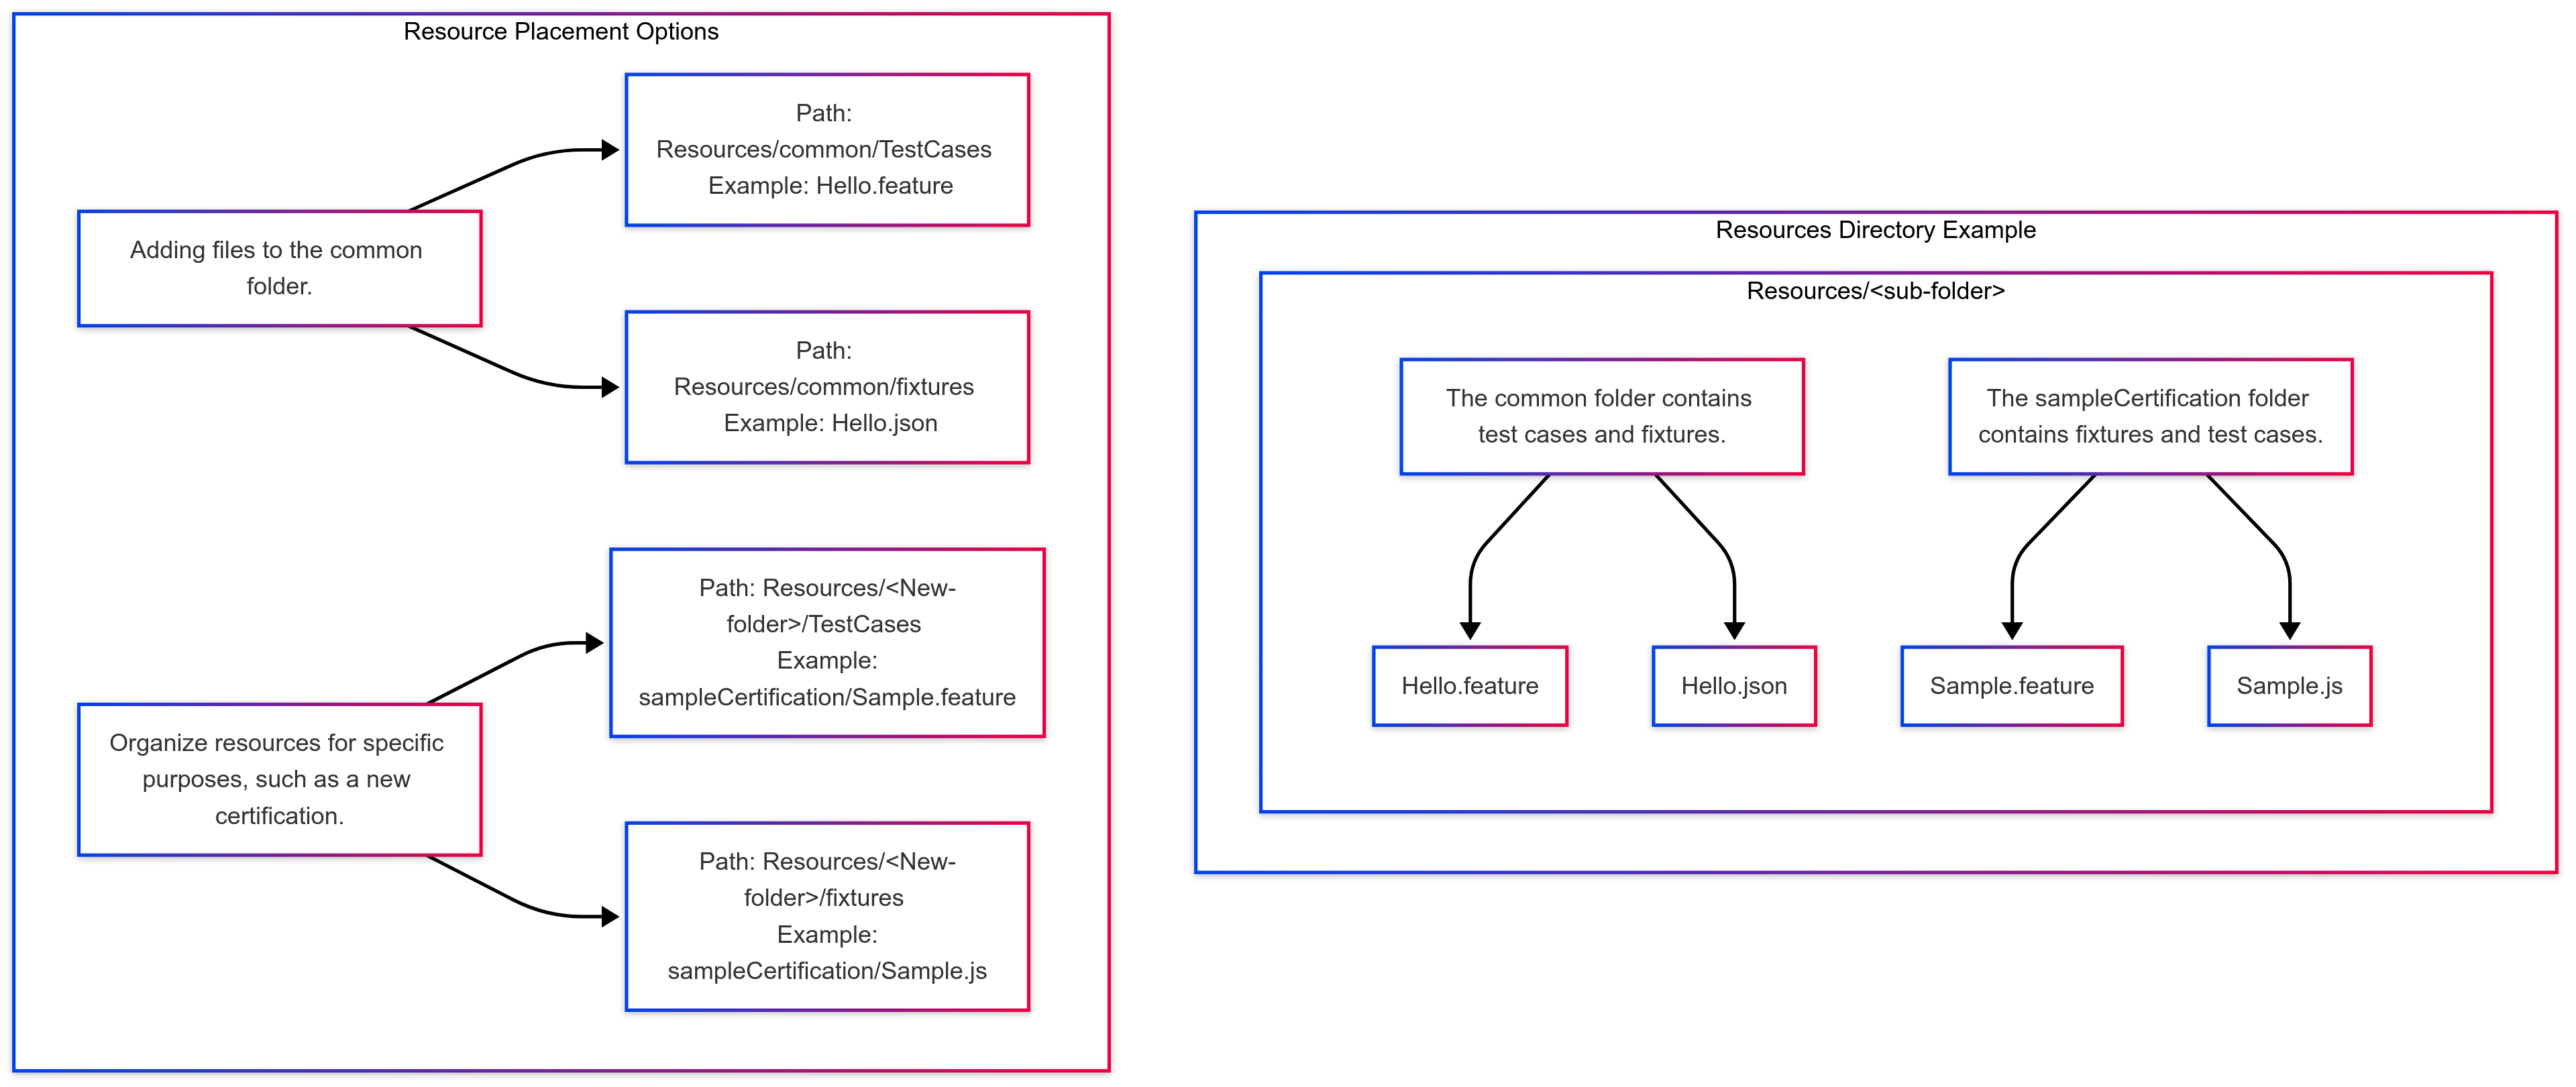 Resource Placement Options
Path:
Resources/common/TestCases
Example: Hello.feature
Adding files to the common
folder.
Path:
Resources/common/fixtures
Example: Hello.json
Path: Resources/<New-
folder>/TestCases
Example:
sampleCertification/Sample.feature
Organize resources for specific
purposes, such as a new
certification.
Path: Resources/<New-
folder>/fixtures
Example:
sampleCertification/Sample.js
Resources Directory Example
Resources/<sub-folder>
The common folder contains
test cases and fixtures.
The sampleCertification folder
contains fixtures and test cases.
Hello.feature
Hello.json
Sample.feature
Sample.js